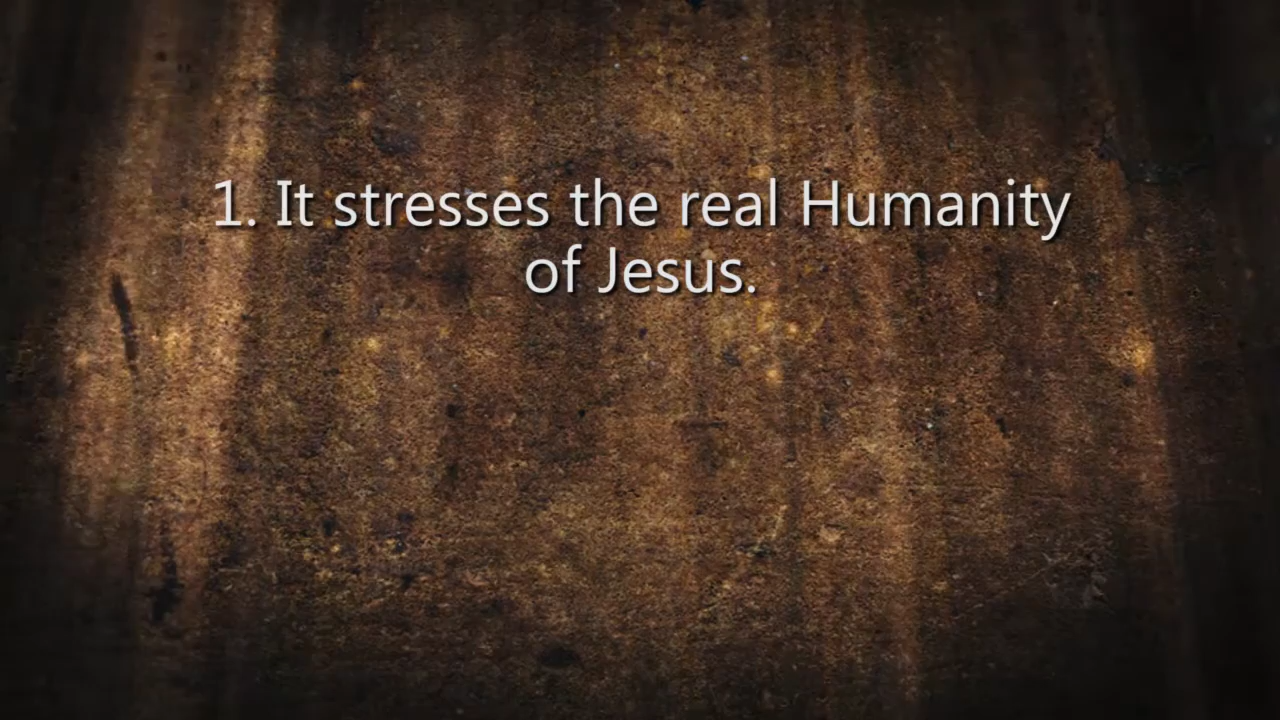 1. It stresses the real Humanity
of Jesus.